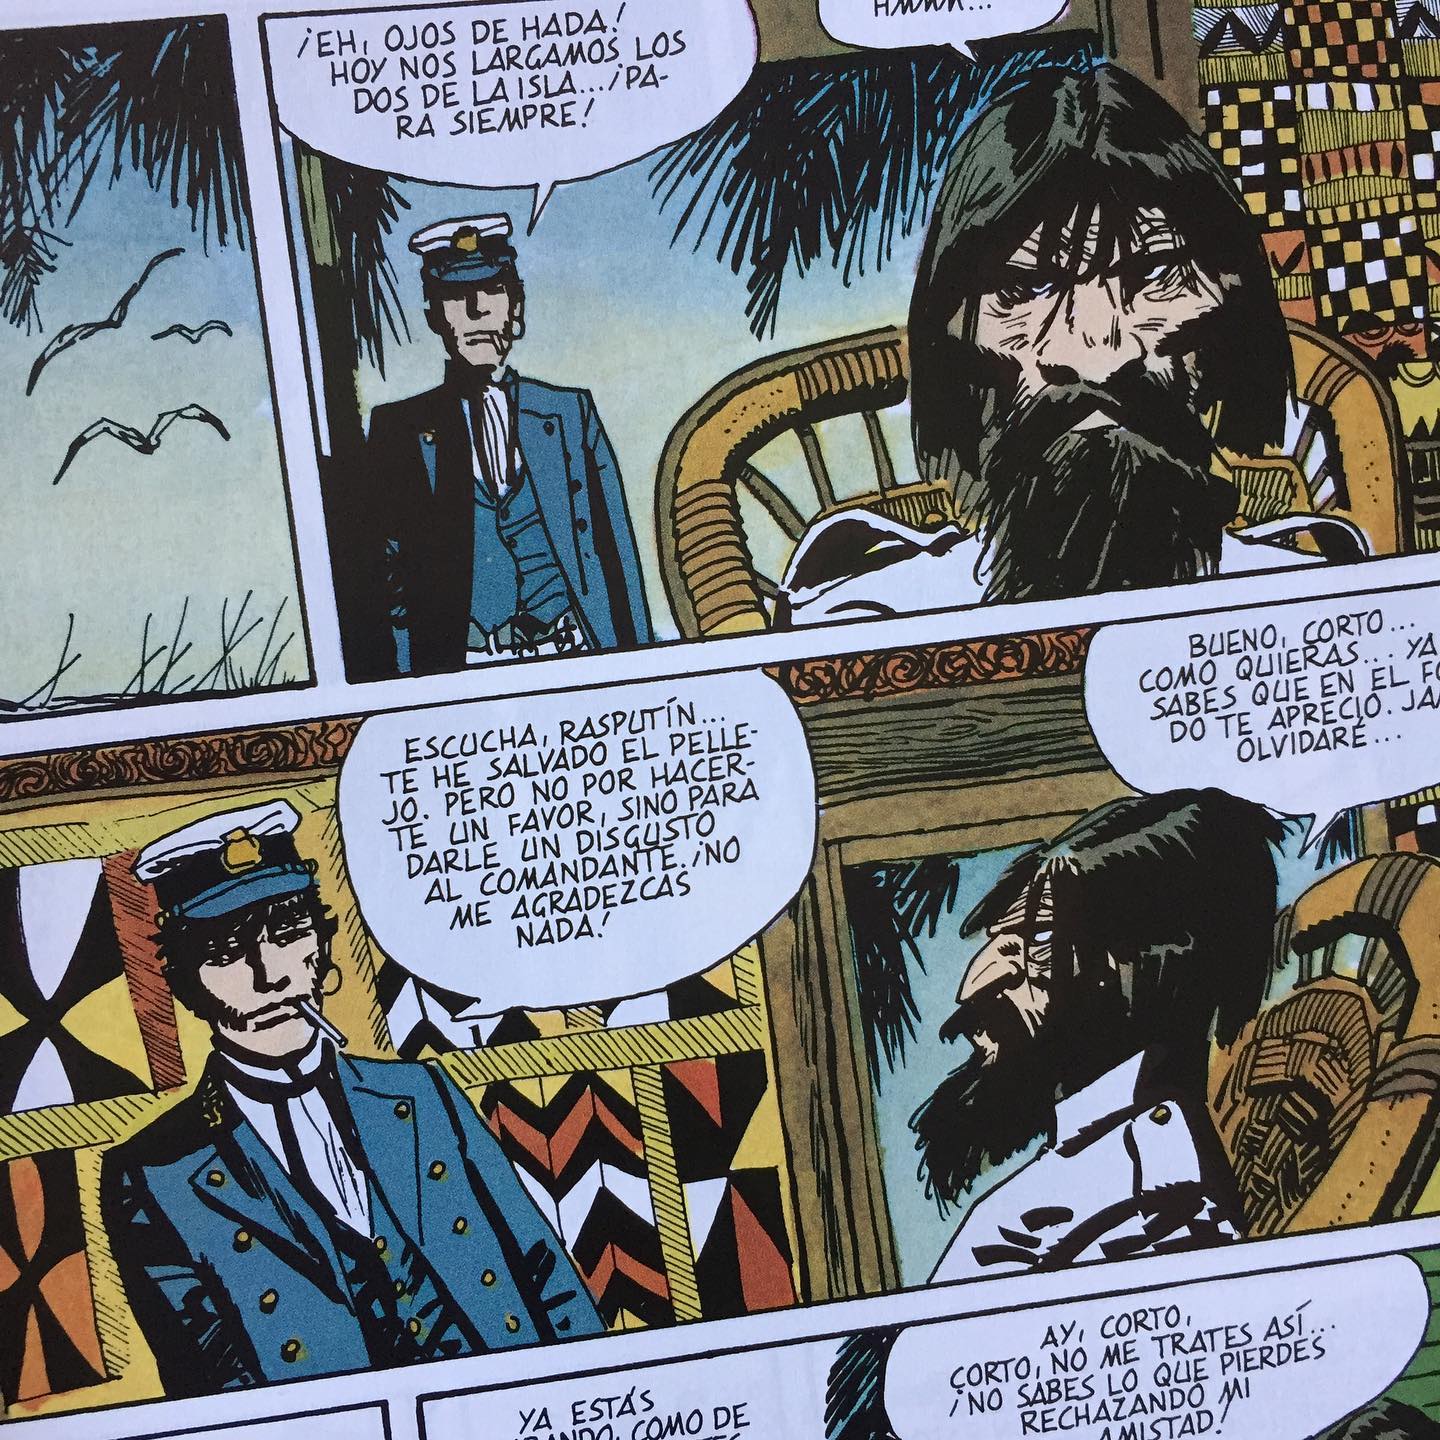 ¡EH, OJOS DE HADA!
HOY NOS LARGAMOS LOS
DOS DE LA ISLA...¡PA-
RA SIEMPRE!
ESCUCHA, RASPUTÍN...
TE HE SALVADO EL PELLE-
JO. PERO NO POR HACER-
TE UN FAVOR, SINO PARA
DARLE UN DISGUSTO
AL COMANDANTE. ¡NO
ME AGRADEZCAS
NADA!
BUENO, CORTO...
COMO QUIERAS... YA
SABES QUE EN EL
DO TE APRECIO.
OLVIDARÉ...
YA ESTÁS
COMO DE
AY, CORTO,
CORTO, NO ME TRATES ASÍ...
¡NO SABES LO QUE PIERDES
RECHAZANDO MI
AMISTAD!